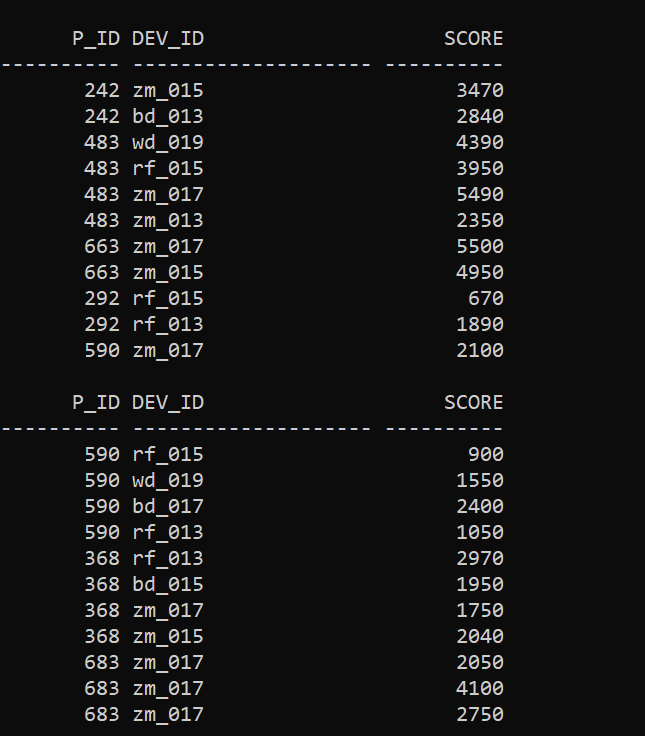 P_ID DEV_ID SCORE
---------- -------------------- ----------
242 zm_015 3470
242 bd_013 2840
483 wd_019 4390
483 rf_015 3950
483 zm_017 5490
483 zm_013 2350
663 zm_017 5500
663 zm_015 4950
292 rf_015 670
292 rf_013 1890
590 zm_017 2100
P_ID DEV_ID SCORE
---------- -------------------- ----------
590 rf_015 900
590 wd_019 1550
590 bd_017 2400
590 rf_013 1050
368 rf_013 2970
368 bd_015 1950
368 zm_017 1750
368 zm_015 2040
683 zm_017 2050
683 zm_017 4100
683 zm_017 2750